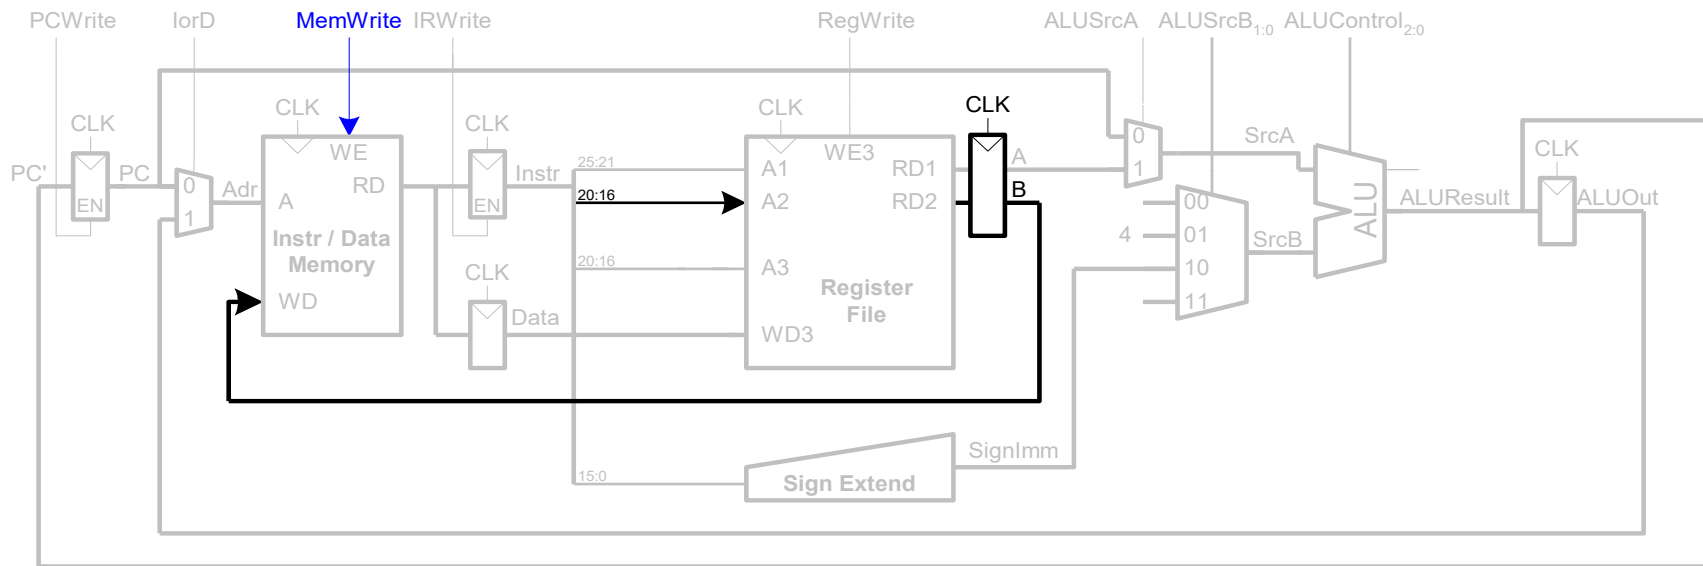 PCWrite
IorD
MemWrite
IRWrite
RegWrite
ALUSrcA
ALUSrcB1:0
ALUControl2:0
CLK
CLK
CLK
CLK
CLK
CLK
CLK
CLK
PC'
EN
PC
0
1
Adr
WE
RD
A
Instr / Data
Memory
WD
EN
Instr
Data
25:21
20:16
20:16
15:0
A1
A2
A3
WD3
WE3
RD1
RD2
Register
File
Sign Extend
SignImm
A
B
0
1
SrcA
4
00
01
10
11
SrcB
ALU
ALUResult
ALUOut